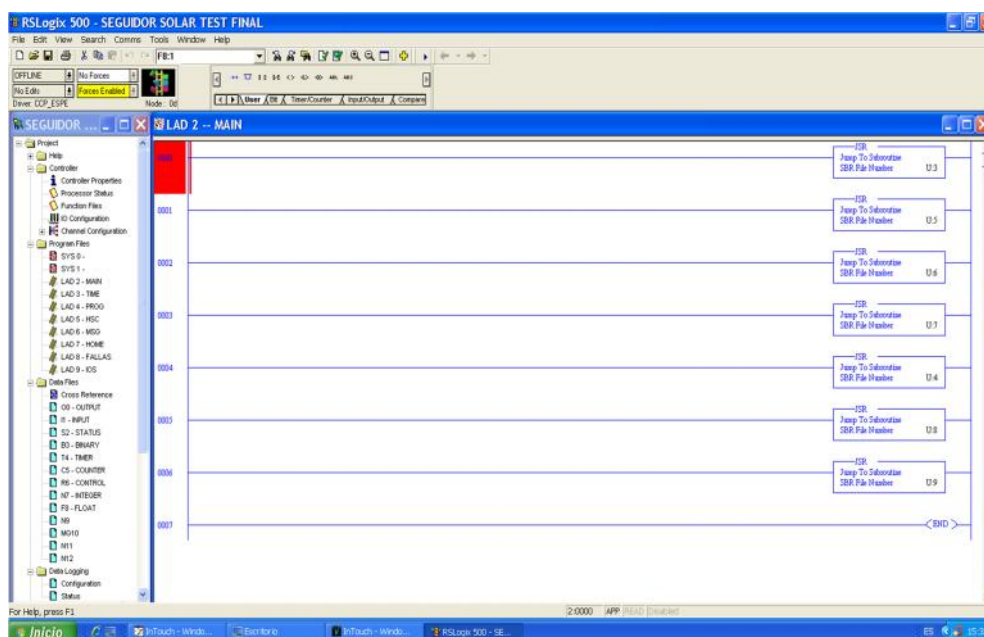 RSLogix 500 - SEGUIDOR SOLAR TEST FINAL
File Edit View Search Comms Tools Window Help
F8:1
OFFLINE No Forces
No Edits Forces Enabled
Driver: CCP_ESPE Node: 0d
User Bit Timer/Counter Input/Output Compare
SEGUIDOR ...
LAD 2 -- MAIN
Project
Help
Controller
Controller Properties
Processor Status
Function Files
IO Configuration
Channel Configuration
Program Files
SYS 0 -
SYS 1 -
LAD 2 - MAIN
LAD 3 - TIME
LAD 4 - PROG
LAD 5 - HSC
LAD 6 - MSG
LAD 7 - HOME
LAD 8 - FALLAS
LAD 9 - IOS
Data Files
Cross Reference
O0 - OUTPUT
I1 - INPUT
S2 - STATUS
B3 - BINARY
T4 - TIMER
C5 - COUNTER
R6 - CONTROL
N7 - INTEGER
F8 - FLOAT
N9
MG10
N11
N12
Data Logging
Configuration
Status
0000
JSR
Jump To Subroutine
SBR File Number U:3
0001
JSR
Jump To Subroutine
SBR File Number U:5
0002
JSR
Jump To Subroutine
SBR File Number U:6
0003
JSR
Jump To Subroutine
SBR File Number U:7
0004
JSR
Jump To Subroutine
SBR File Number U:4
0005
JSR
Jump To Subroutine
SBR File Number U:8
0006
JSR
Jump To Subroutine
SBR File Number U:9
0007
END
For Help, press F1
2:0000 APP READ Disabled
Inicio
InTouch - Windo...
Escritorio
InTouch - Windo...
RSLogix 500 - SE...
ES